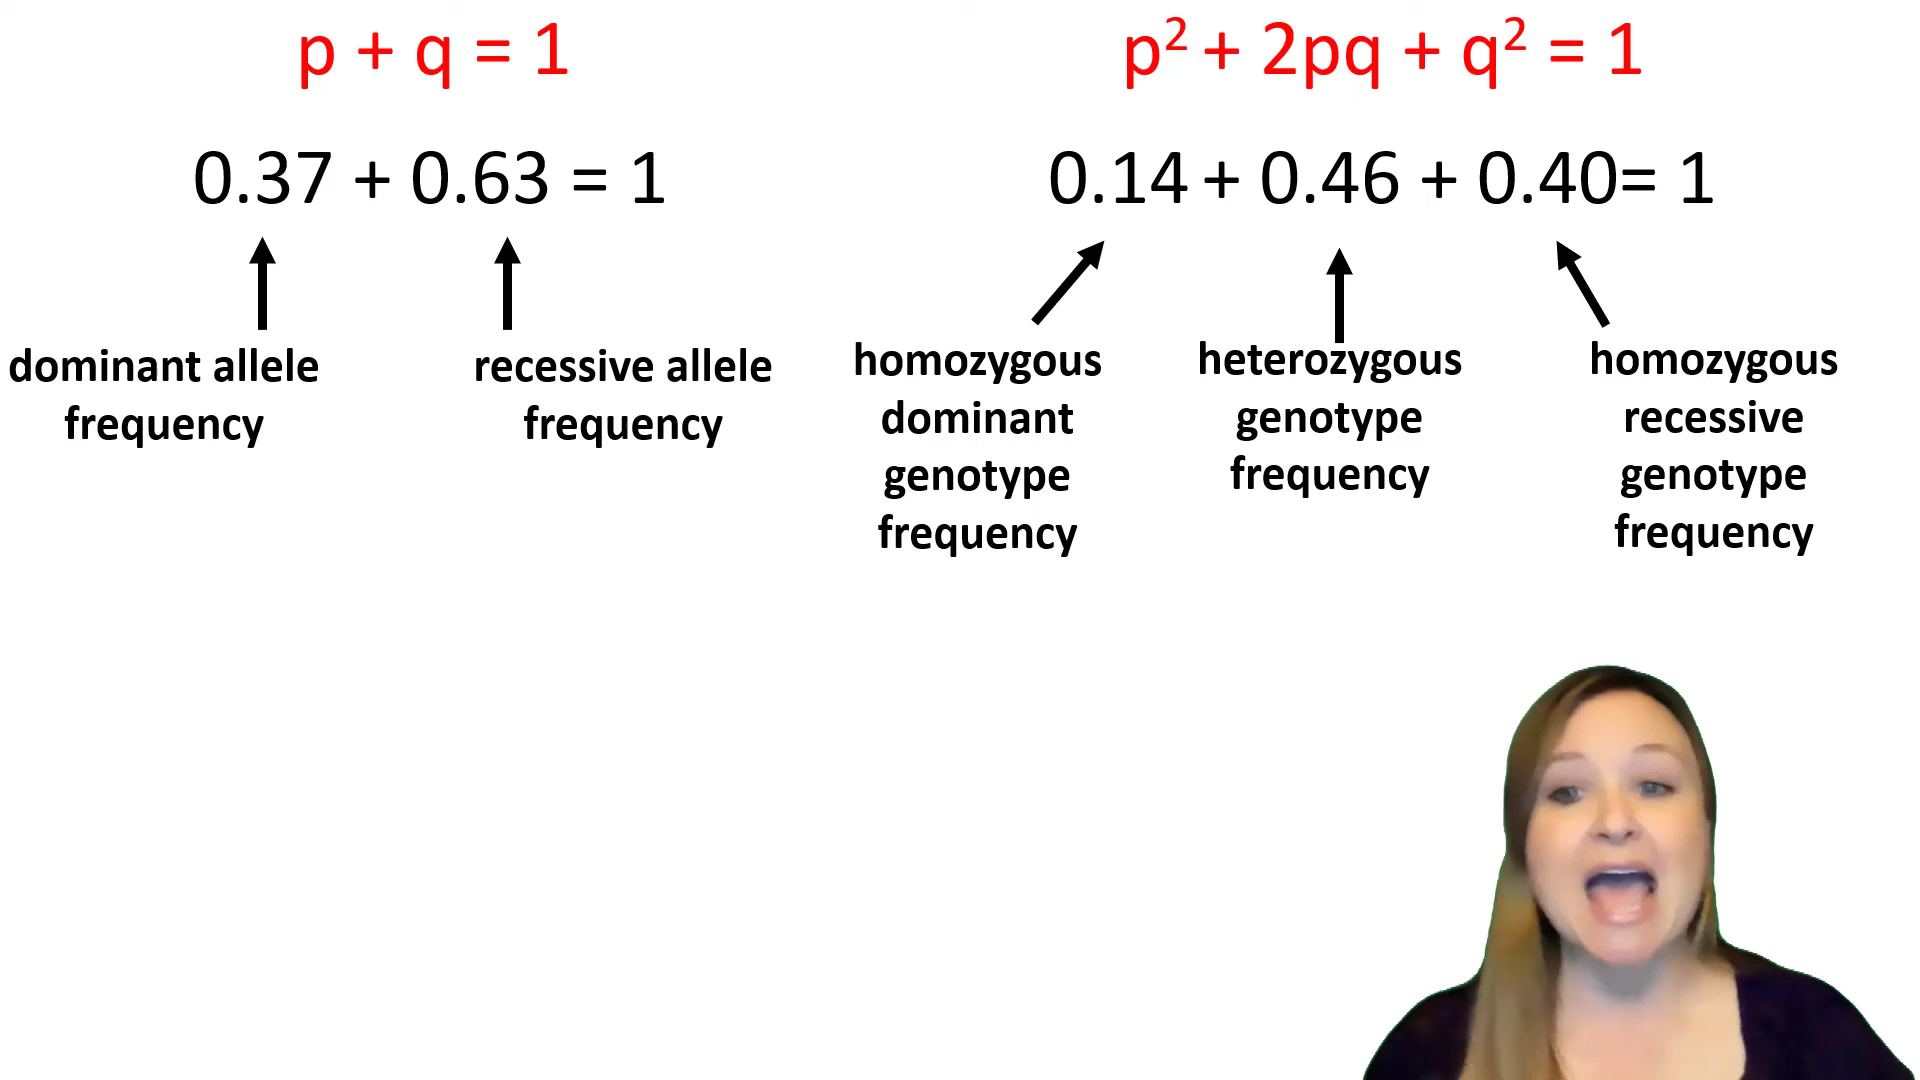 p + q = 1
0.37 + 0.63 = 1
dominant allele
frequency
recessive allele
frequency
p² + 2pq + q² = 1
0.14 + 0.46 + 0.40= 1
homozygous
dominant
genotype
frequency
heterozygous
genotype
frequency
homozygous
recessive
genotype
frequency